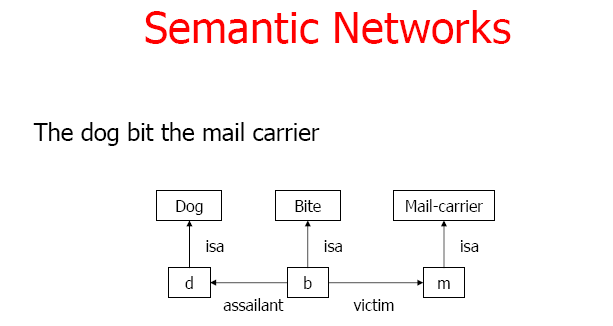 Semantic Networks
The dog bit the mail carrier
Dog Bite Mail-carrier
isa isa isa
d b m
assailant victim